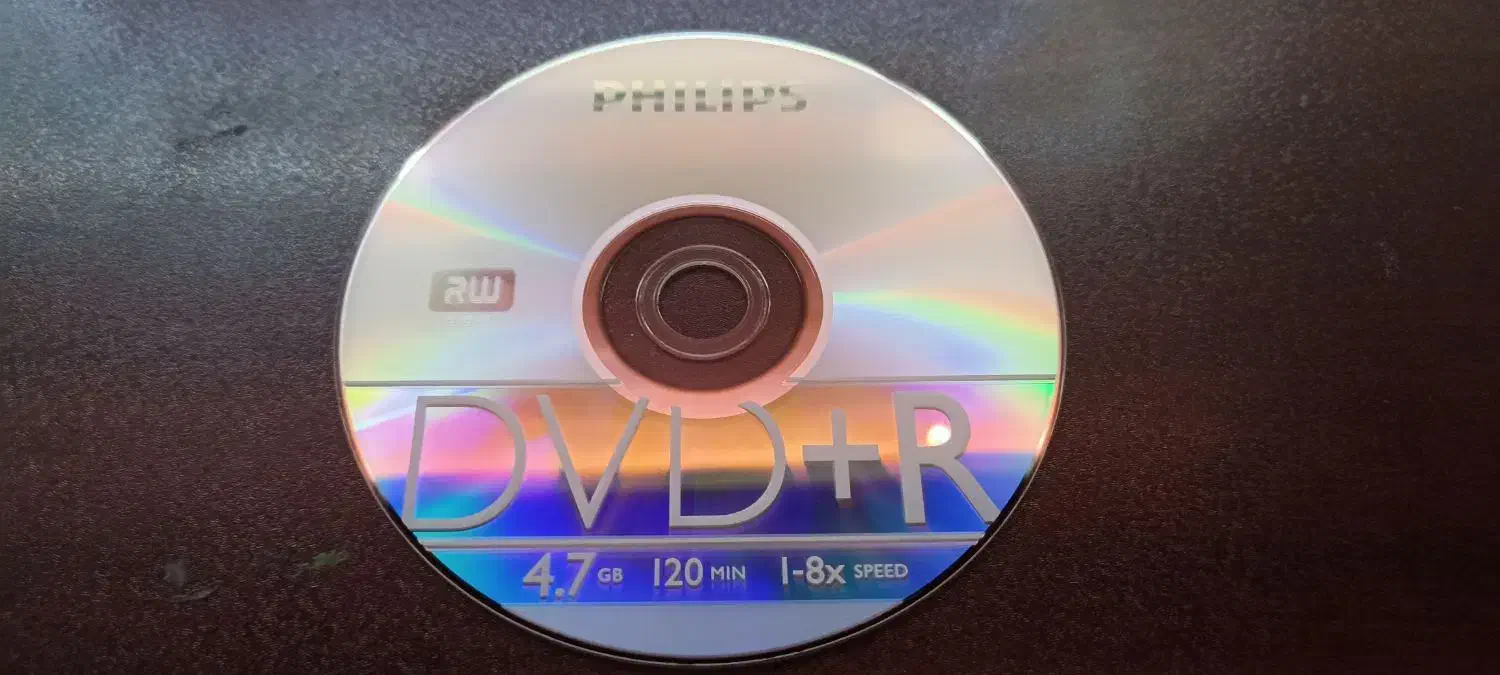 PHILIPS
RW
DVD+R
4.7 GB 120 MIN 1-8x SPEED